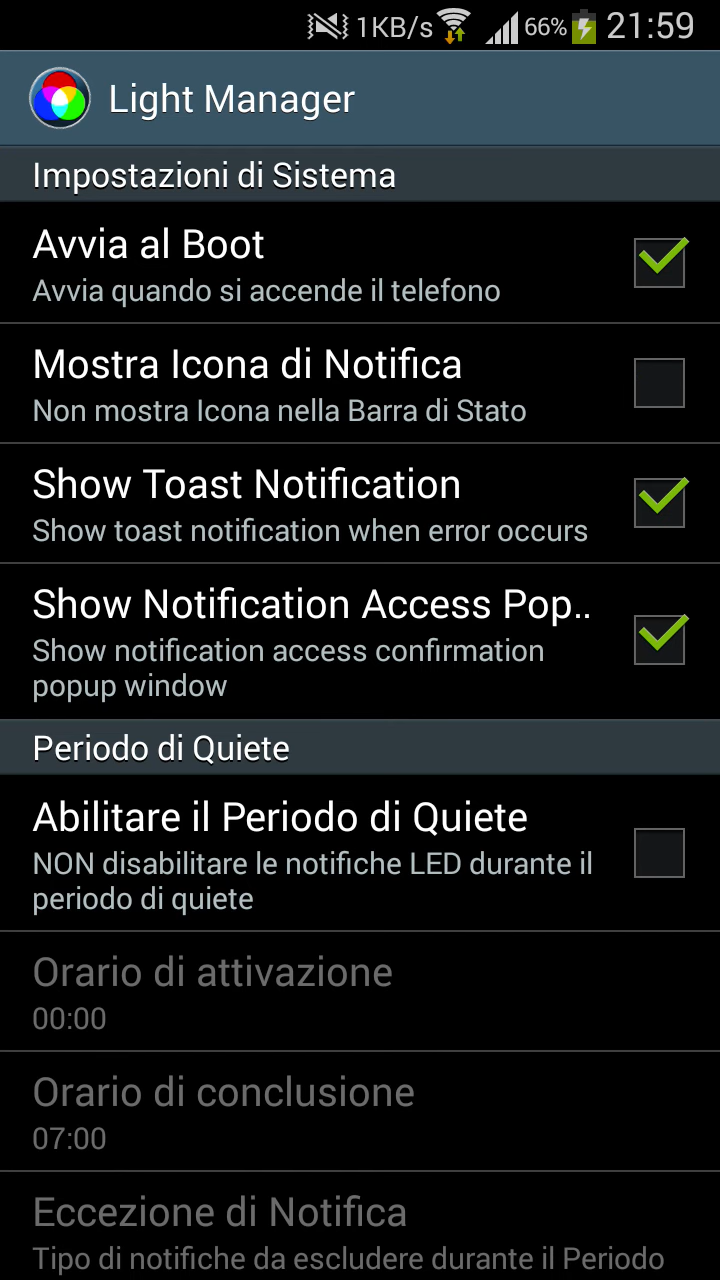 1KB/s 66% 21:59
Light Manager
Impostazioni di Sistema
Avvia al Boot
Avvia quando si accende il telefono
Mostra Icona di Notifica
Non mostra Icona nella Barra di Stato
Show Toast Notification
Show toast notification when error occurs
Show Notification Access Pop..
Show notification access confirmation
popup window
Periodo di Quiete
Abilitare il Periodo di Quiete
NON disabilitare le notifiche LED durante il
periodo di quiete
Orario di attivazione
00:00
Orario di conclusione
07:00
Eccezione di Notifica
Tipo di notifiche da escludere durante il Periodo